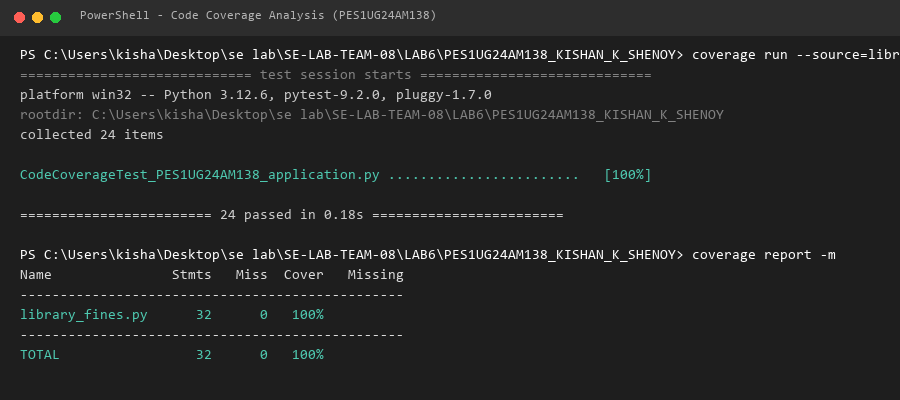 PowerShell - Code Coverage Analysis (PES1UG24AM138)
PS C:\Users\kisha\Desktop\se lab\SE-LAB-TEAM-08\LAB6\PES1UG24AM138_KISHAN_K_SHENOY> coverage run --source=libr
============================= test session starts =============================
platform win32 -- Python 3.12.6, pytest-9.2.0, pluggy-1.7.0
rootdir: C:\Users\kisha\Desktop\se lab\SE-LAB-TEAM-08\LAB6\PES1UG24AM138_KISHAN_K_SHENOY
collected 24 items
CodeCoverageTest_PES1UG24AM138_application.py ........................   [100%]
======================== 24 passed in 0.18s ========================
PS C:\Users\kisha\Desktop\se lab\SE-LAB-TEAM-08\LAB6\PES1UG24AM138_KISHAN_K_SHENOY> coverage report -m
Name               Stmts   Miss  Cover   Missing
------------------------------------------------
library_fines.py      32      0   100%
------------------------------------------------
TOTAL                 32      0   100%